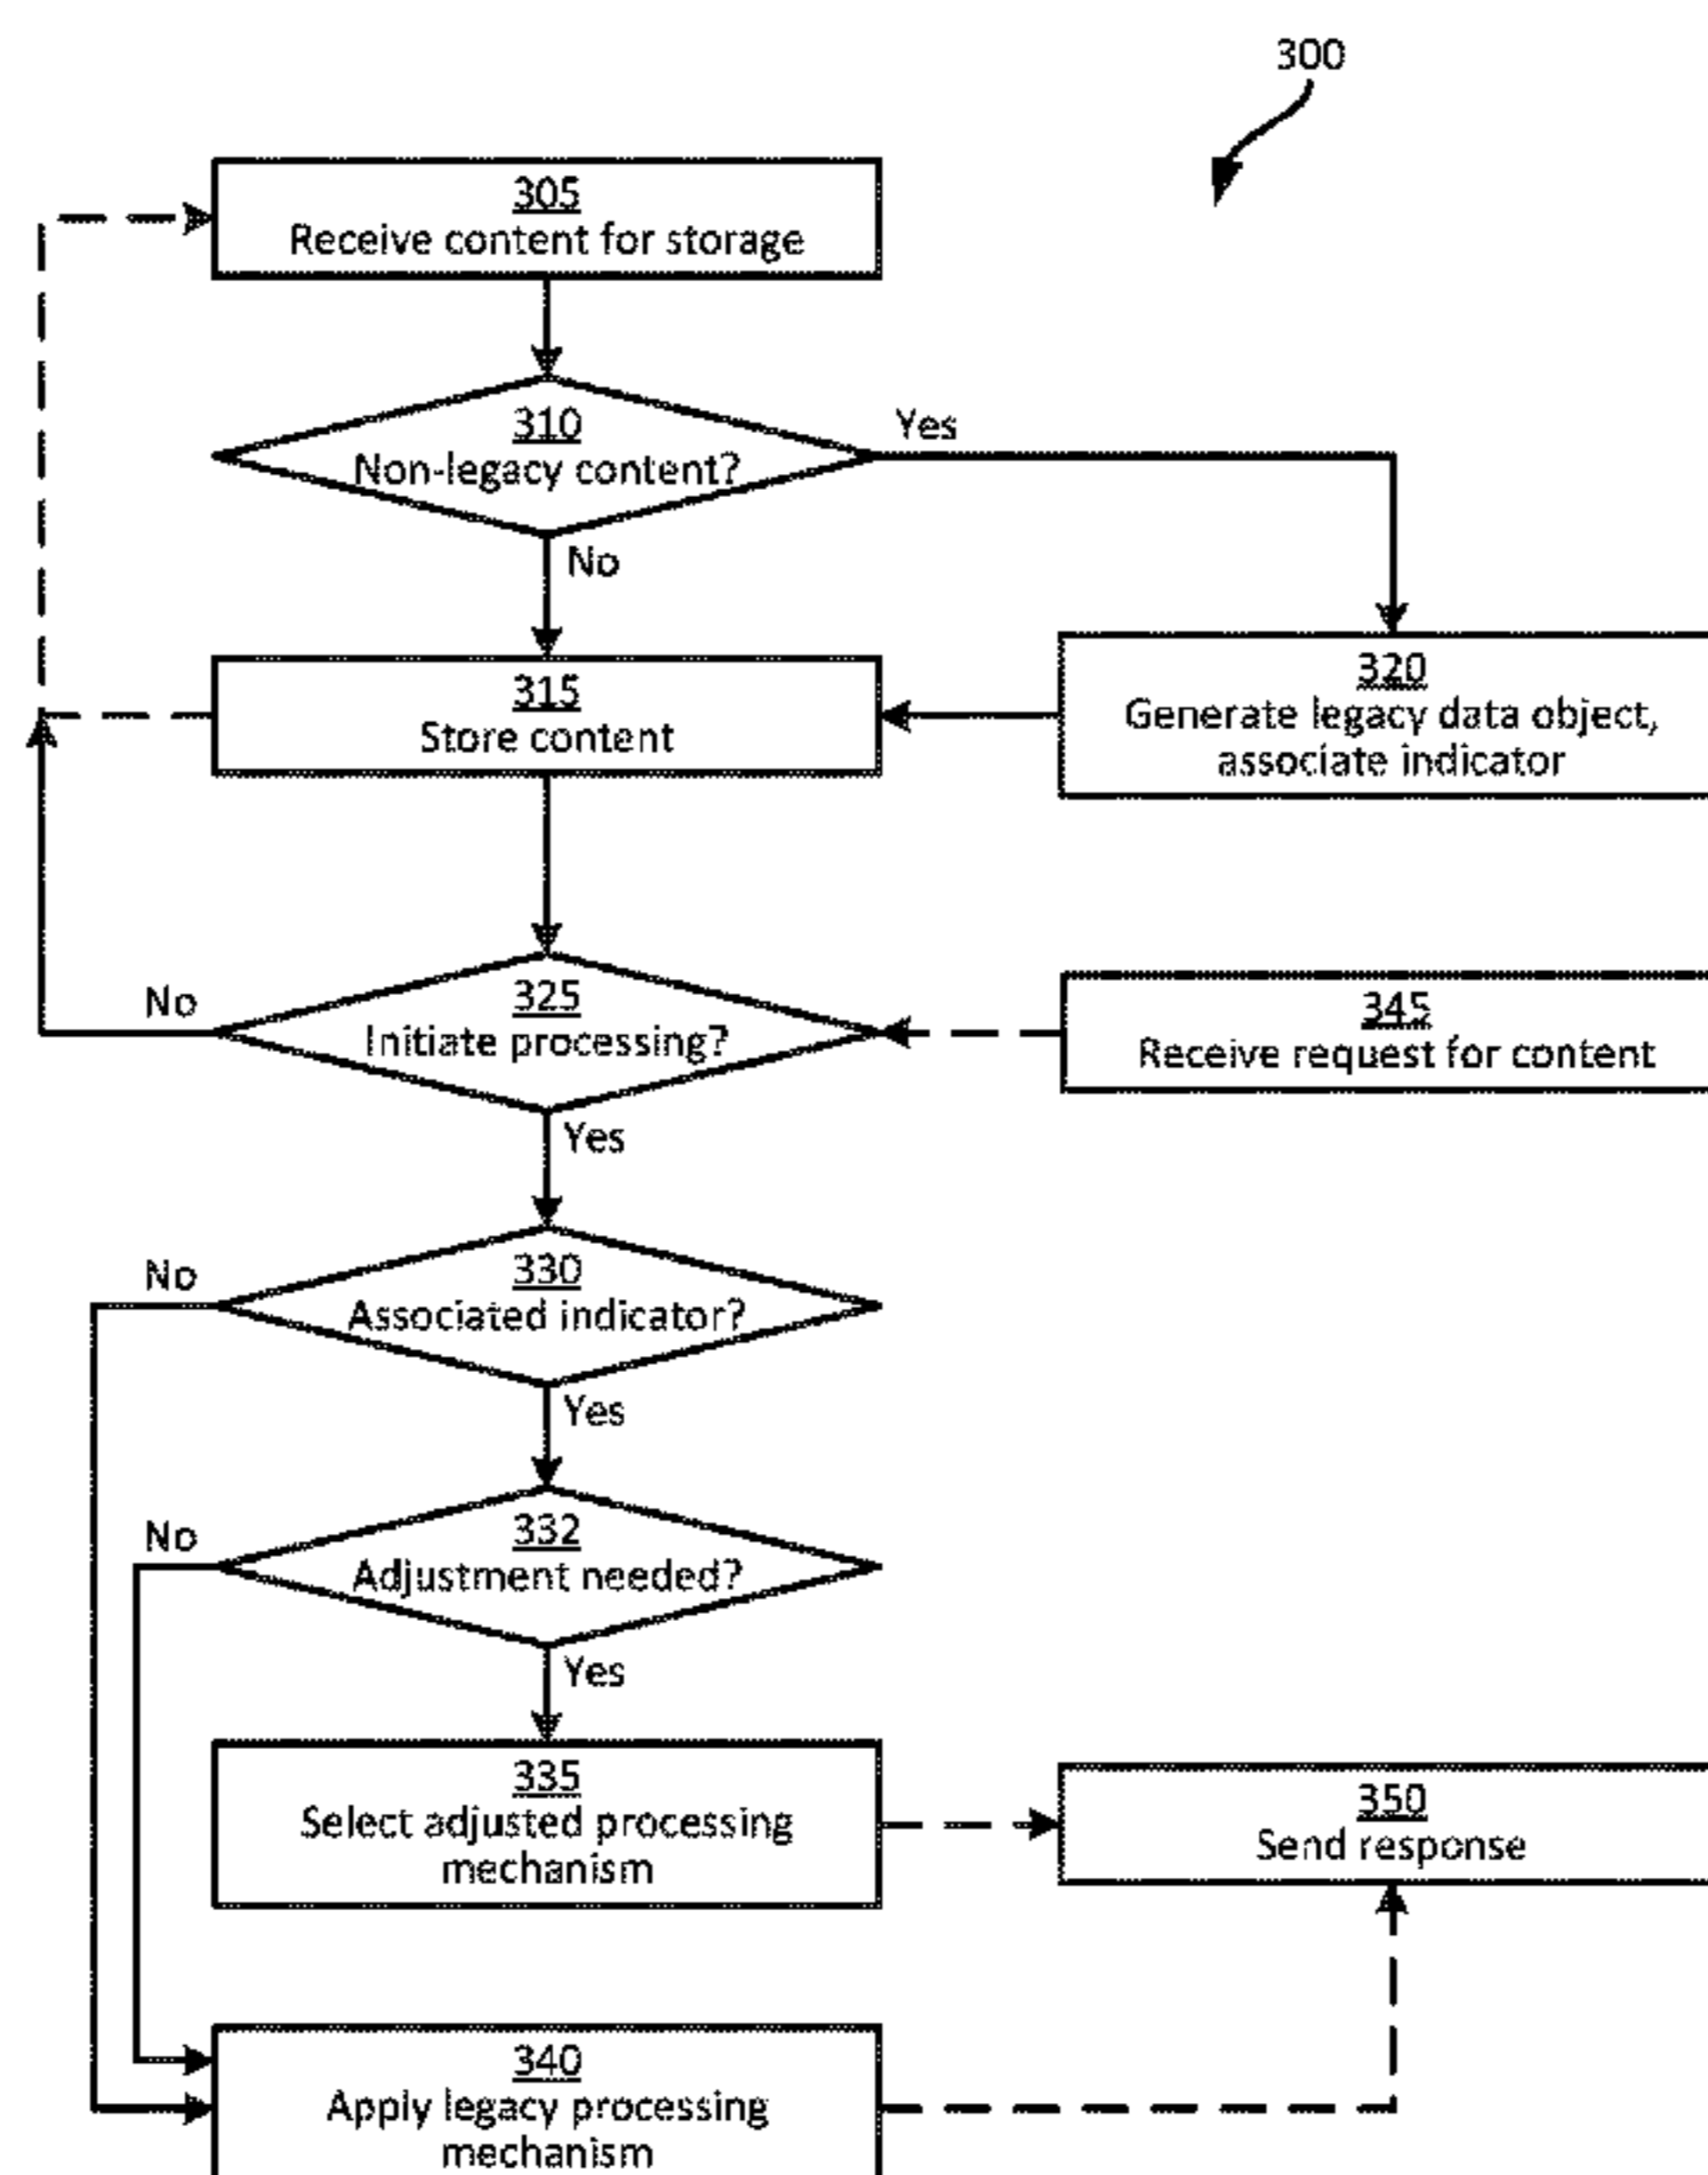 300
305
Receive content for storage
310
Non-legacy content?
Yes
No
315
Store content
320
Generate legacy data object,
associate indicator
325
Initiate processing?
No
345
Receive request for content
Yes
330
Associated indicator?
No
Yes
332
Adjustment needed?
No
Yes
335
Select adjusted processing
mechanism
350
Send response
340
Apply legacy processing
mechanism